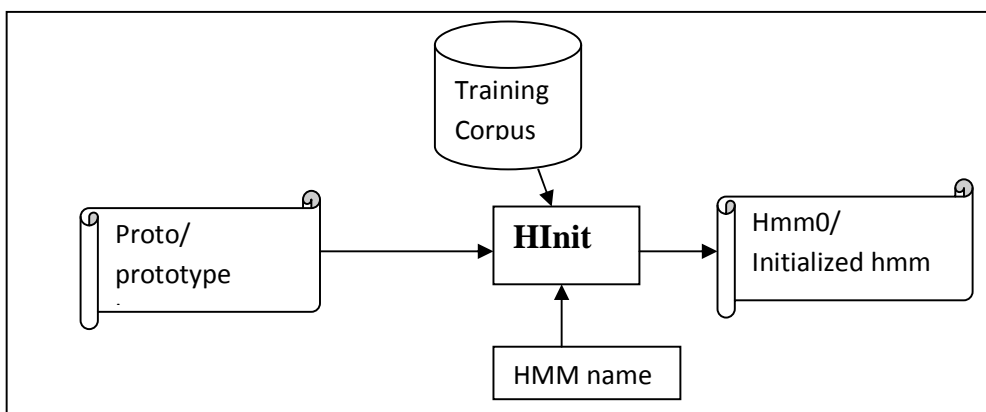 Training
Corpus
Proto/
prototype
HInit
Hmm0/
Initialized hmm
HMM name